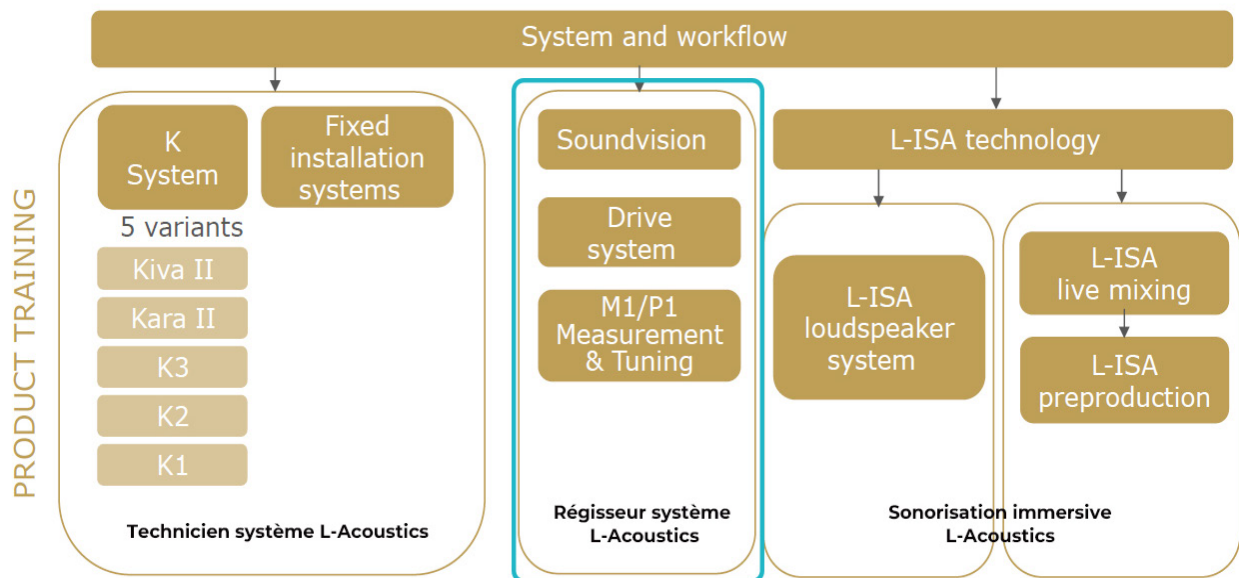 System and workflow
PRODUCT TRAINING
K
System
5 variants
Kiva II
Kara II
K3
K2
K1
Fixed
installation
systems
Technicien système L-Acoustics
Soundvision
Drive
system
M1/P1
Measurement
& Tuning
Régisseur système
L-Acoustics
L-ISA technology
L-ISA
loudspeaker
system
L-ISA
live mixing
L-ISA
preproduction
Sonorisation immersive
L-Acoustics